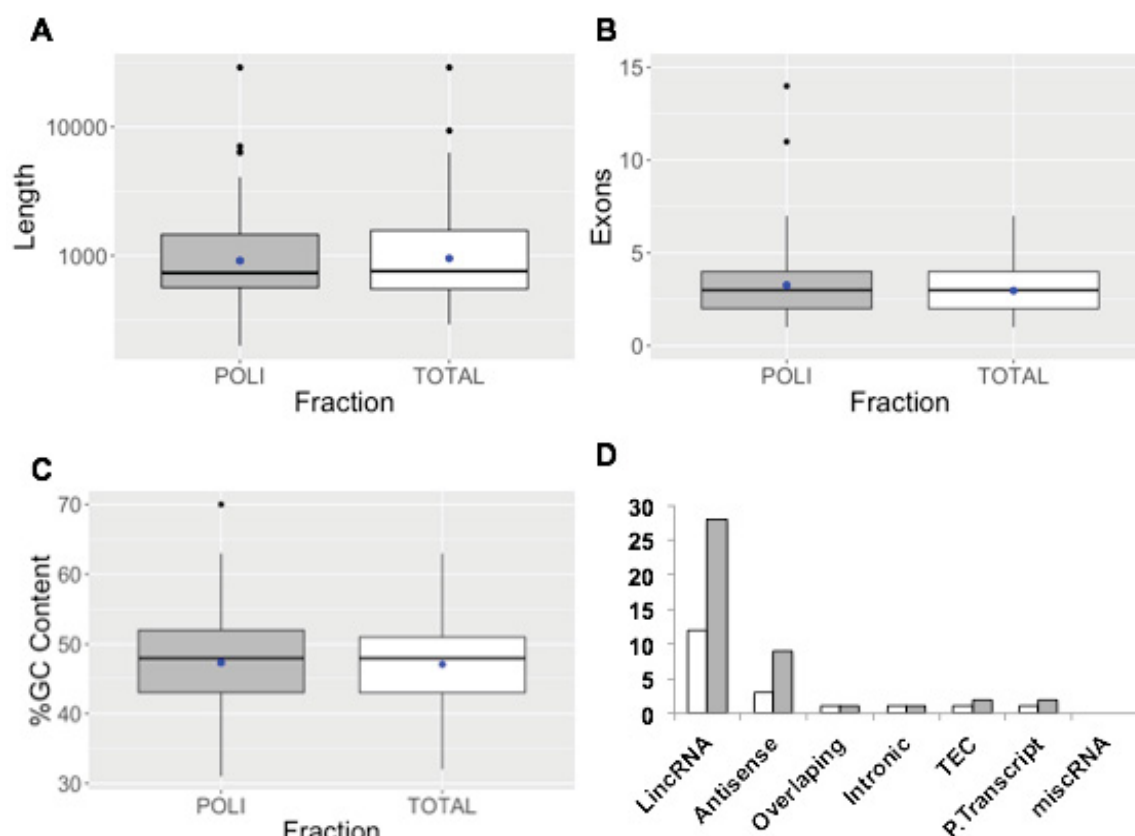 A
Length
10000
1000
POLI TOTAL
Fraction
B
Exons
15
10
5
0
POLI TOTAL
Fraction
C
%GC Content
70
60
50
40
30
POLI TOTAL
Fraction
D
30
25
20
15
10
5
0
LincRNA
Antisense
Overlaping
Intronic
TEC
P.Transcript
miscRNA